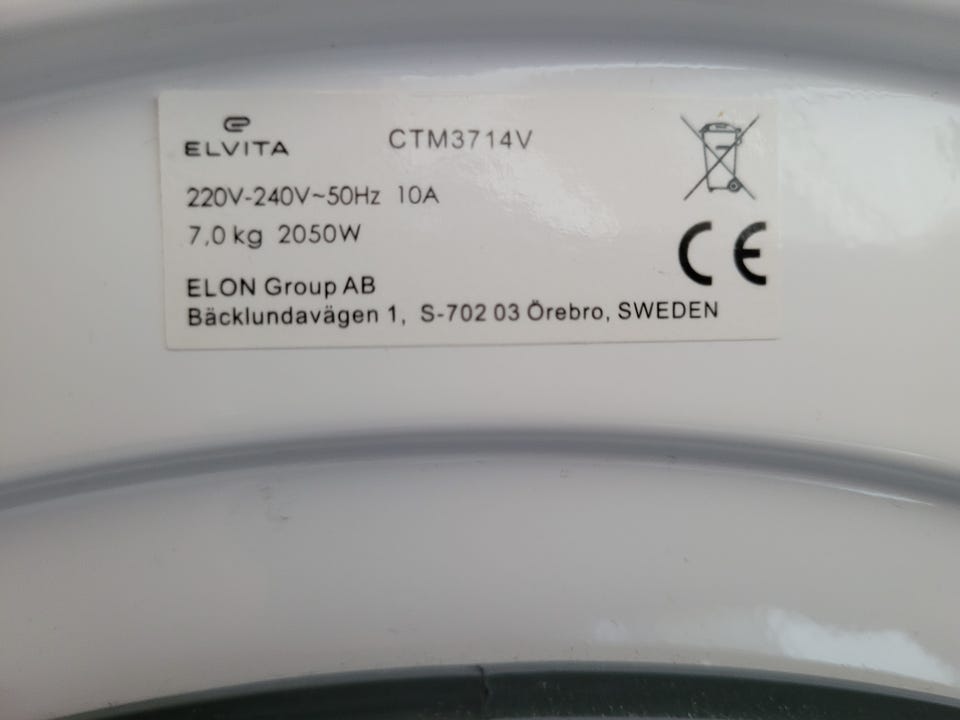 ELVITA CTM3714V
220V-240V~50Hz 10A
7,0 kg 2050W
CE
ELON Group AB
Bäcklundavägen 1, S-702 03 Örebro, SWEDEN